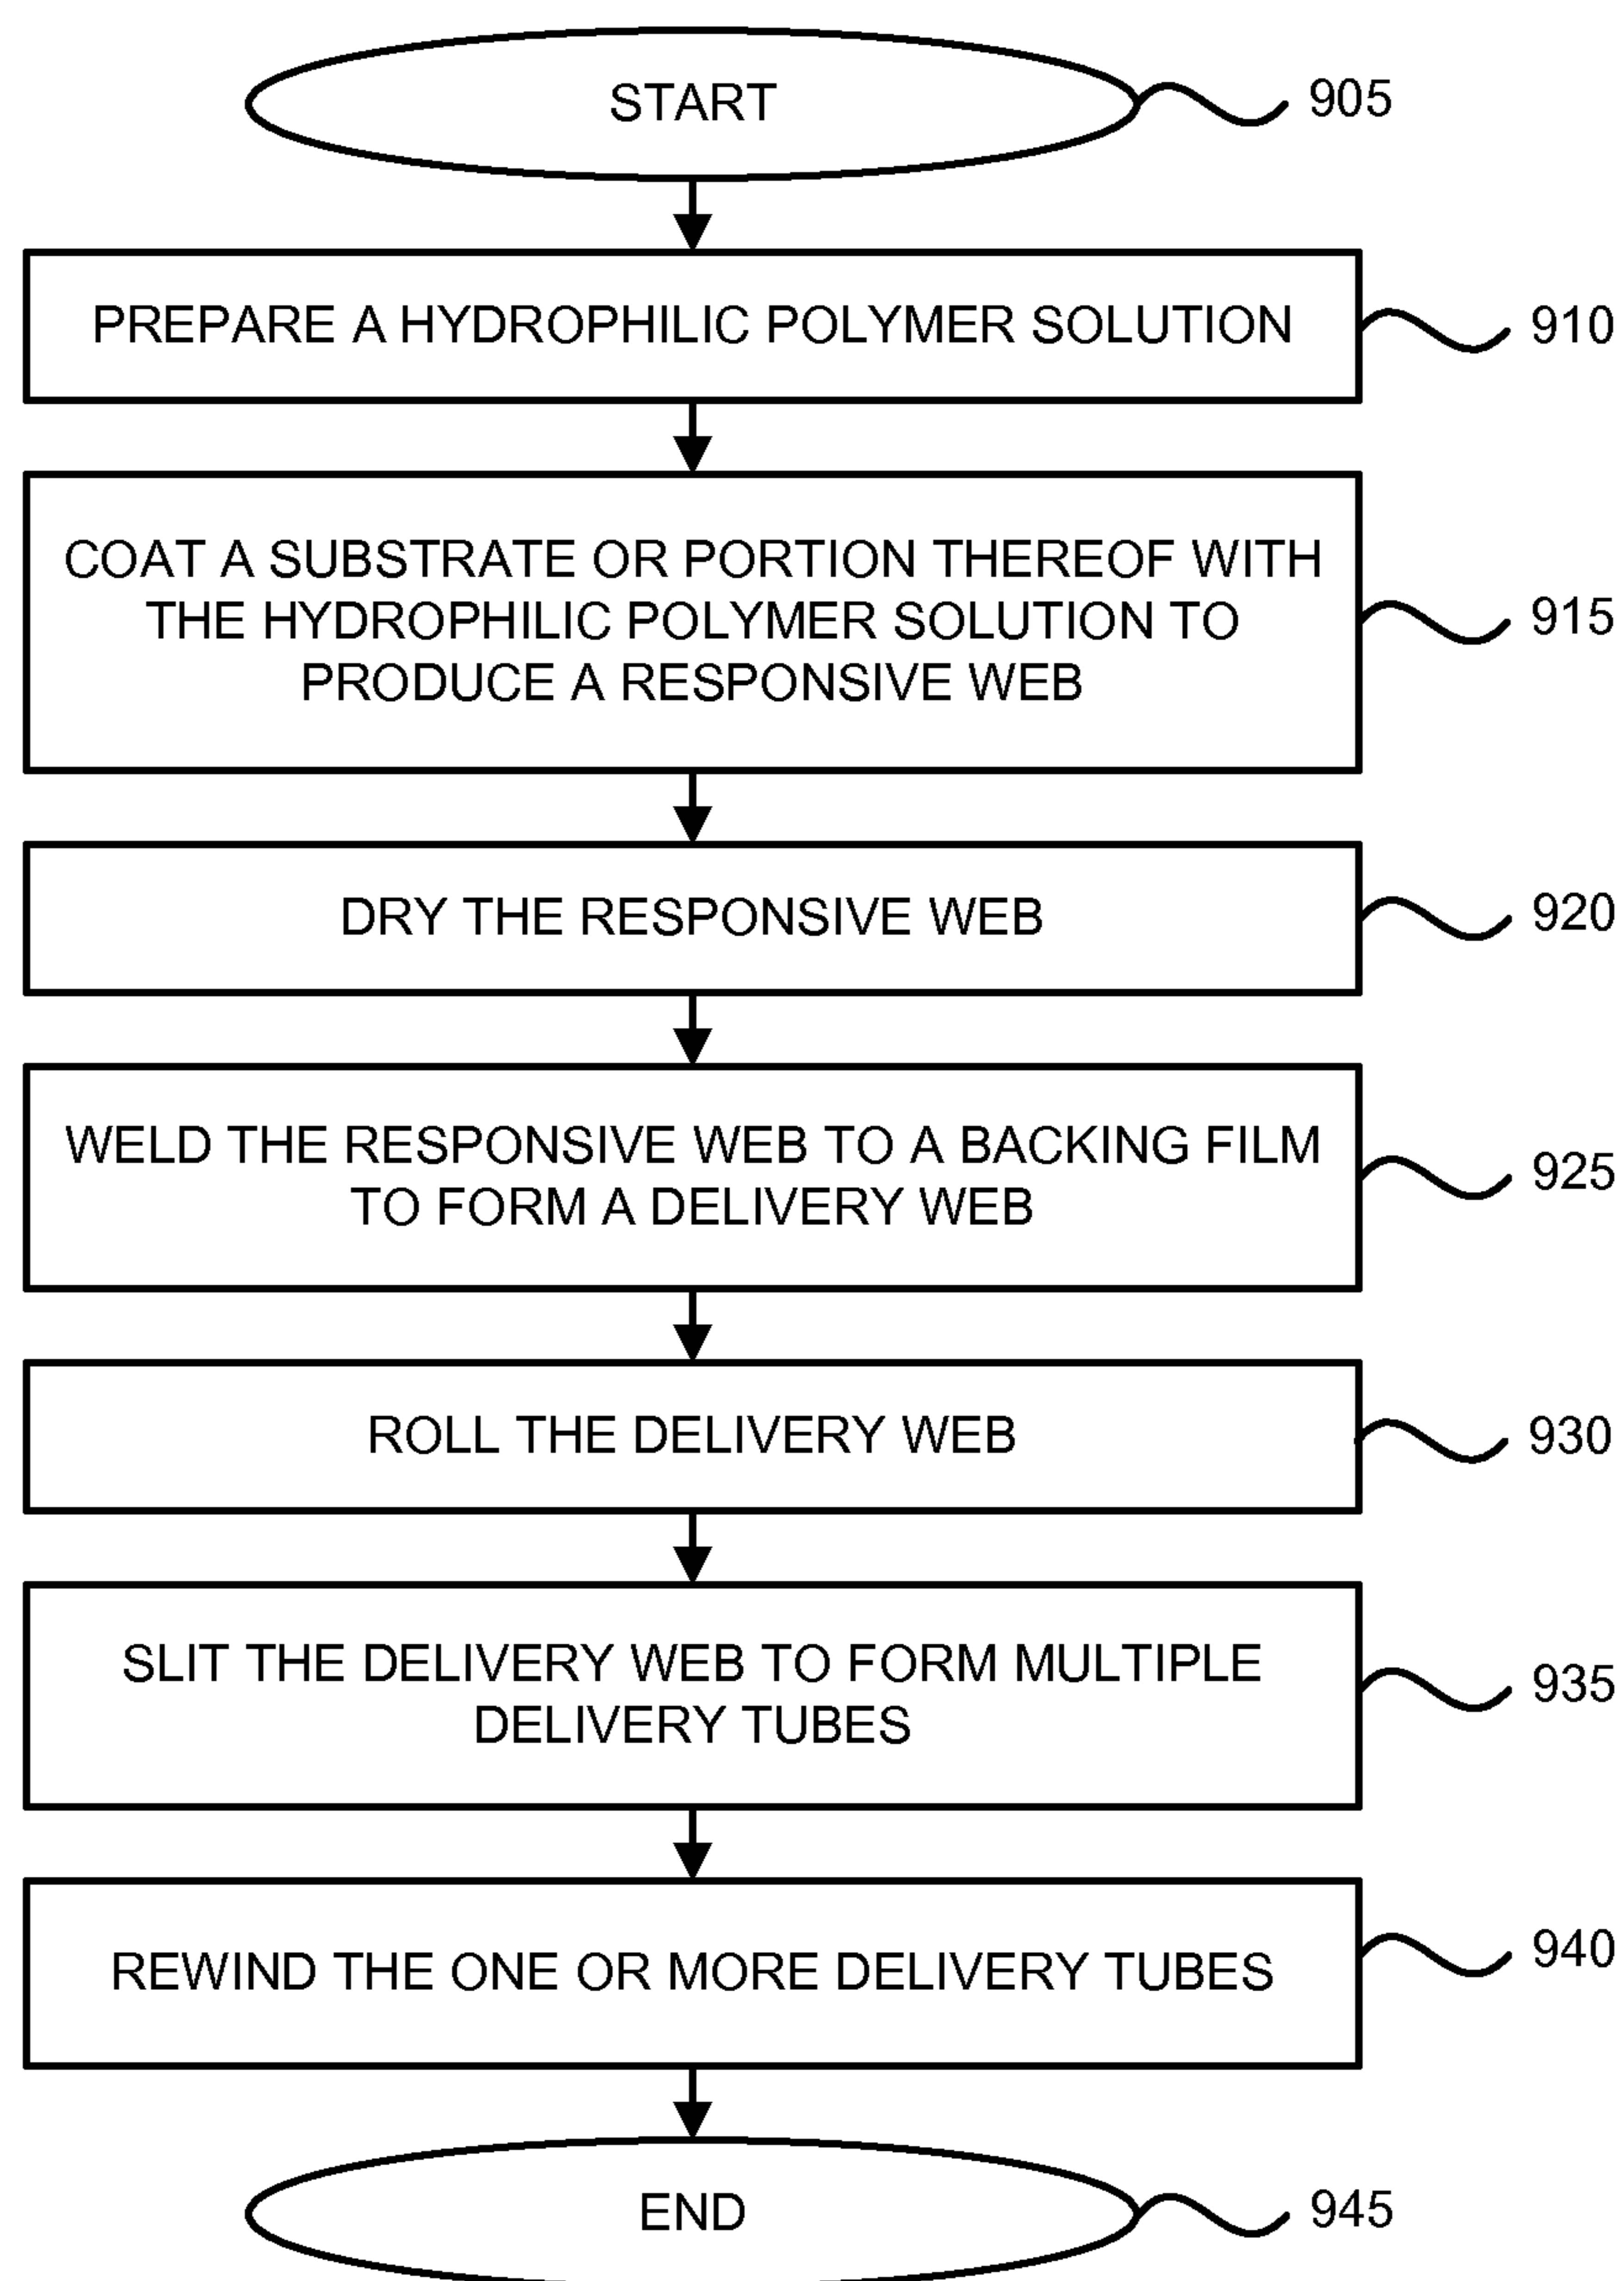 START
905
PREPARE A HYDROPHILIC POLYMER SOLUTION
910
COAT A SUBSTRATE OR PORTION THEREOF WITH
THE HYDROPHILIC POLYMER SOLUTION TO
PRODUCE A RESPONSIVE WEB
915
DRY THE RESPONSIVE WEB
920
WELD THE RESPONSIVE WEB TO A BACKING FILM
TO FORM A DELIVERY WEB
925
ROLL THE DELIVERY WEB
930
SLIT THE DELIVERY WEB TO FORM MULTIPLE
DELIVERY TUBES
935
REWIND THE ONE OR MORE DELIVERY TUBES
940
END
945